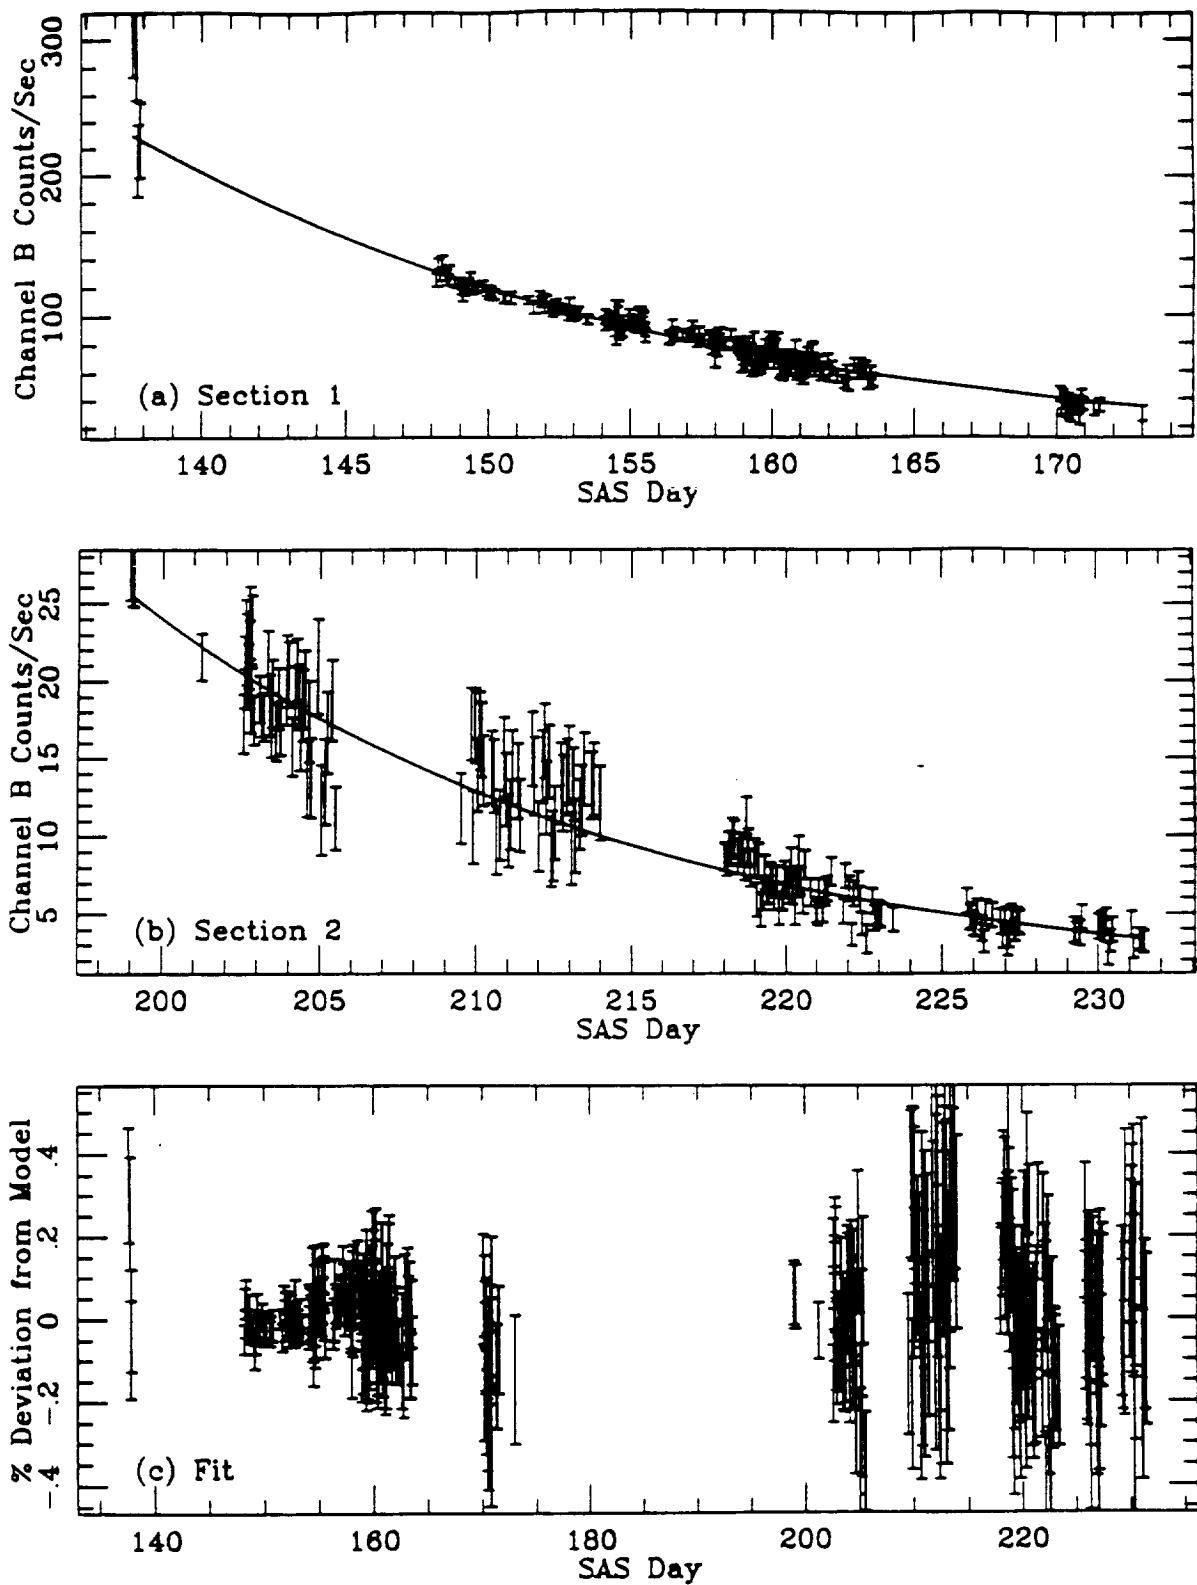 300
200
100
Channel B Counts/Sec
(a) Section 1
140 145 150 155 160 165 170
SAS Day
25
20
15
10
5
Channel B Counts/Sec
(b) Section 2
200 205 210 215 220 225 230
SAS Day
.4
.2
0
-.2
-.4
% Deviation from Model
(c) Fit
140 160 180 200 220
SAS Day